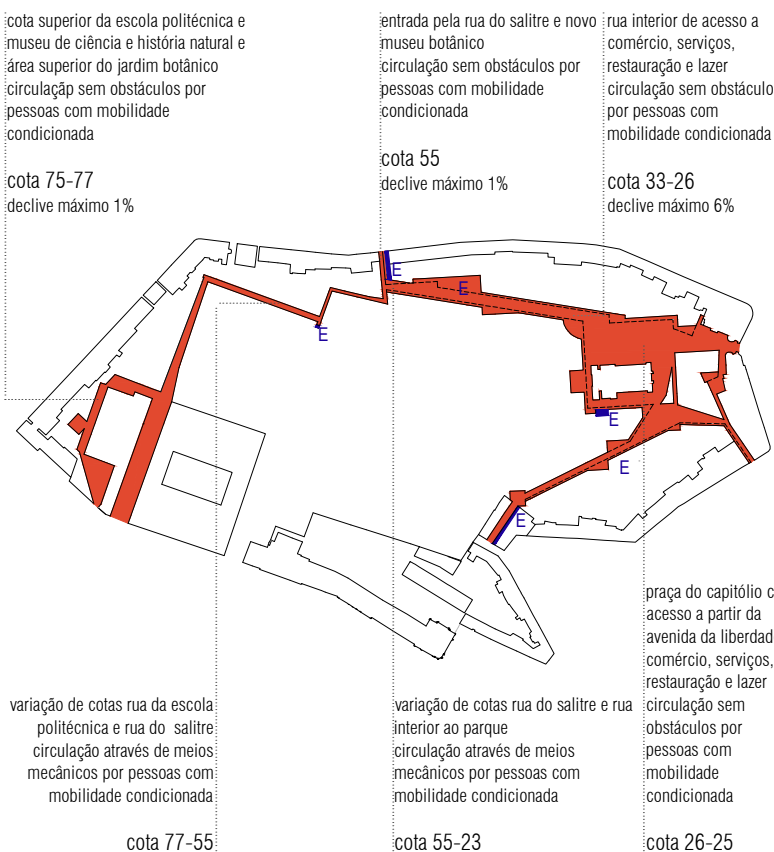 cota superior da escola politécnica e
museu de ciência e história natural e
área superior do jardim botânico
circulaçãp sem obstáculos por
pessoas com mobilidade
condicionada
cota 75-77
declive máximo 1%
entrada pela rua do salitre e novo
museu botânico
circulação sem obstáculos por
pessoas com mobilidade
condicionada
cota 55
declive máximo 1%
rua interior de acesso a
comércio, serviços,
restauração e lazer
circulação sem obstáculo
por pessoas com
mobilidade condicionada
cota 33-26
declive máximo 6%
E
E
E
E
E
E
variação de cotas rua da escola
politécnica e rua do salitre
circulação através de meios
mecânicos por pessoas com
mobilidade condicionada
cota 77-55
variação de cotas rua do salitre e rua
interior ao parque
circulação através de meios
mecânicos por pessoas com
mobilidade condicionada
cota 55-23
praça do capitólio c
acesso a partir da
avenida da liberdad
comércio, serviços,
restauração e lazer
circulação sem
obstáculos por
pessoas com
mobilidade
condicionada
cota 26-25